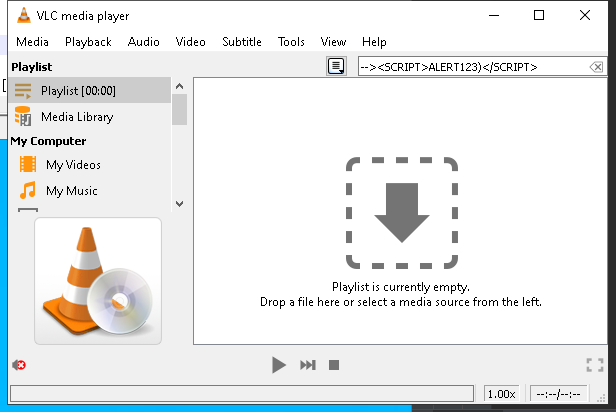 VLC media player
Media Playback Audio Video Subtitle Tools View Help
Playlist
--><SCRIPT>ALERT123)</SCRIPT>
Playlist [00:00]
Media Library
My Computer
My Videos
My Music
Playlist is currently empty.
Drop a file here or select a media source from the left.
1.00x
--:--/--:--